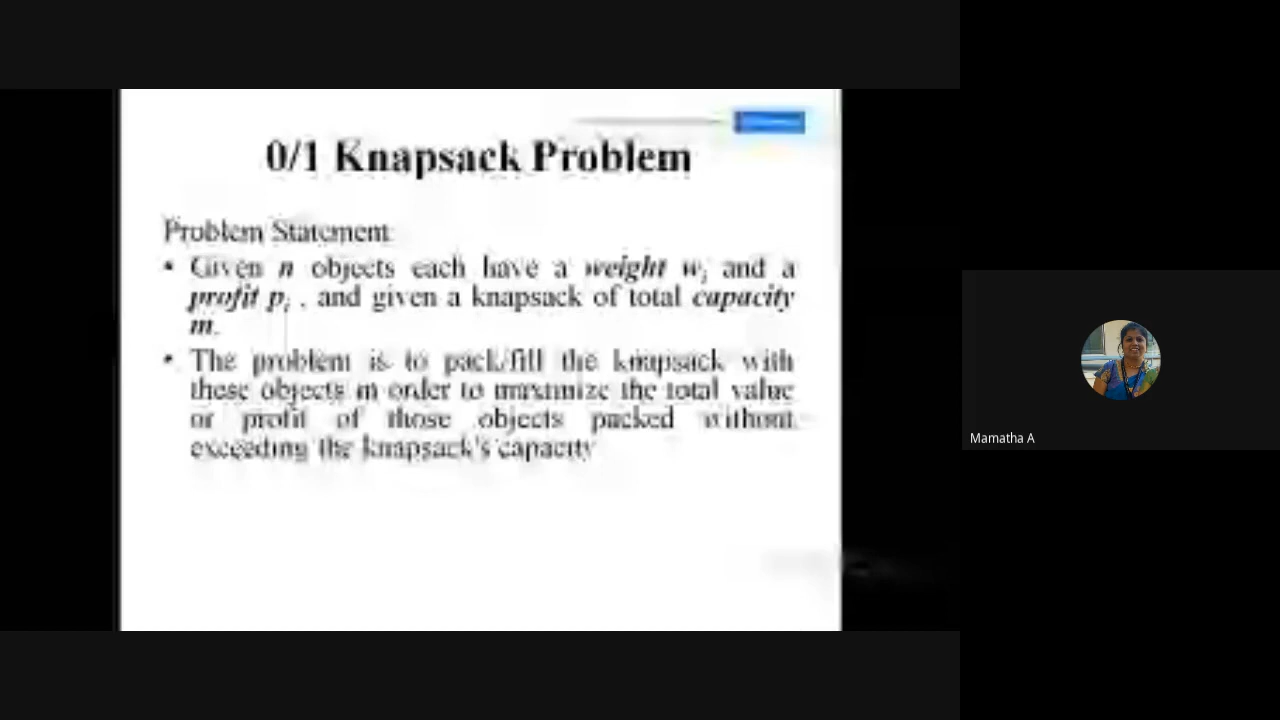 0/1 Knapsack Problem
Problem Statement
• Given n objects each have a weight wi and a
profit pi , and given a knapsack of total capacity
m.
• The problem is to pack/fill the knapsack with
these objects in order to maximize the total value
or profit of those objects packed without
exceeding the knapsack's capacity
Mamatha A